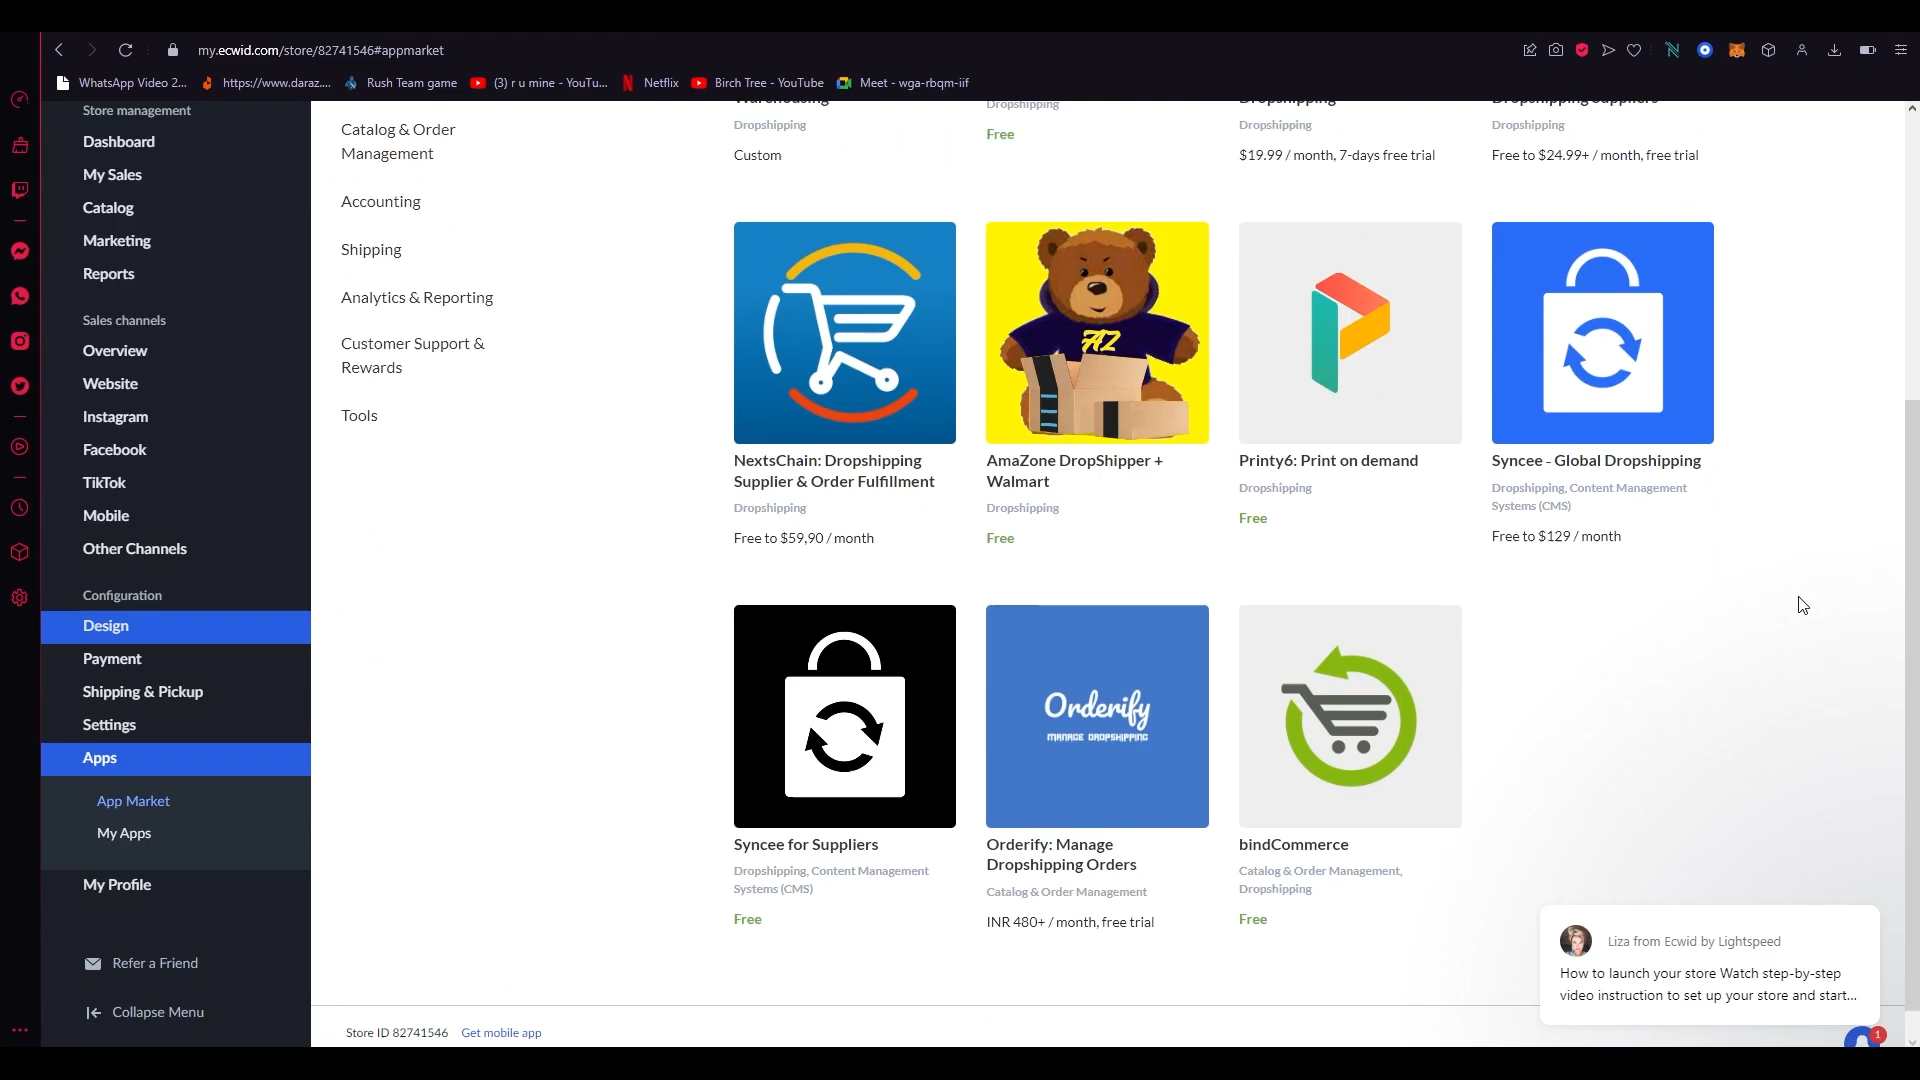 my.ecwid.com/store/82741546#appmarket
WhatsApp Video 2...
https://www.daraz....
Rush Team game
(3) r u mine - YouTu...
Netflix
Birch Tree - YouTube
Meet - wga-rbqm-iif
Store management
Dashboard
My Sales
Catalog
Marketing
Reports
Sales channels
Overview
Website
Instagram
Facebook
TikTok
Mobile
Other Channels
Configuration
Design
Payment
Shipping & Pickup
Settings
Apps
App Market
My Apps
My Profile
Refer a Friend
Collapse Menu
Catalog & Order
Management
Accounting
Shipping
Analytics & Reporting
Customer Support &
Rewards
Tools
Warehousing
Dropshipping
Custom
Dropshipping
Free
Dropshipping
Dropshipping
$19.99 / month, 7-days free trial
Dropshipping Suppliers
Dropshipping
Free to $24.99+ / month, free trial
NextsChain: Dropshipping
Supplier & Order Fulfillment
Dropshipping
Free to $59,90 / month
AZ
AmaZone DropShipper +
Walmart
Dropshipping
Free
Printy6: Print on demand
Dropshipping
Free
Syncee - Global Dropshipping
Dropshipping, Content Management
Systems (CMS)
Free to $129 / month
Syncee for Suppliers
Dropshipping, Content Management
Systems (CMS)
Free
Orderify
MANAGE DROPSHIPPING
Orderify: Manage
Dropshipping Orders
Catalog & Order Management
INR 480+ / month, free trial
bindCommerce
Catalog & Order Management,
Dropshipping
Free
Liza from Ecwid by Lightspeed
How to launch your store Watch step-by-step
video instruction to set up your store and start...
1
Store ID 82741546
Get mobile app